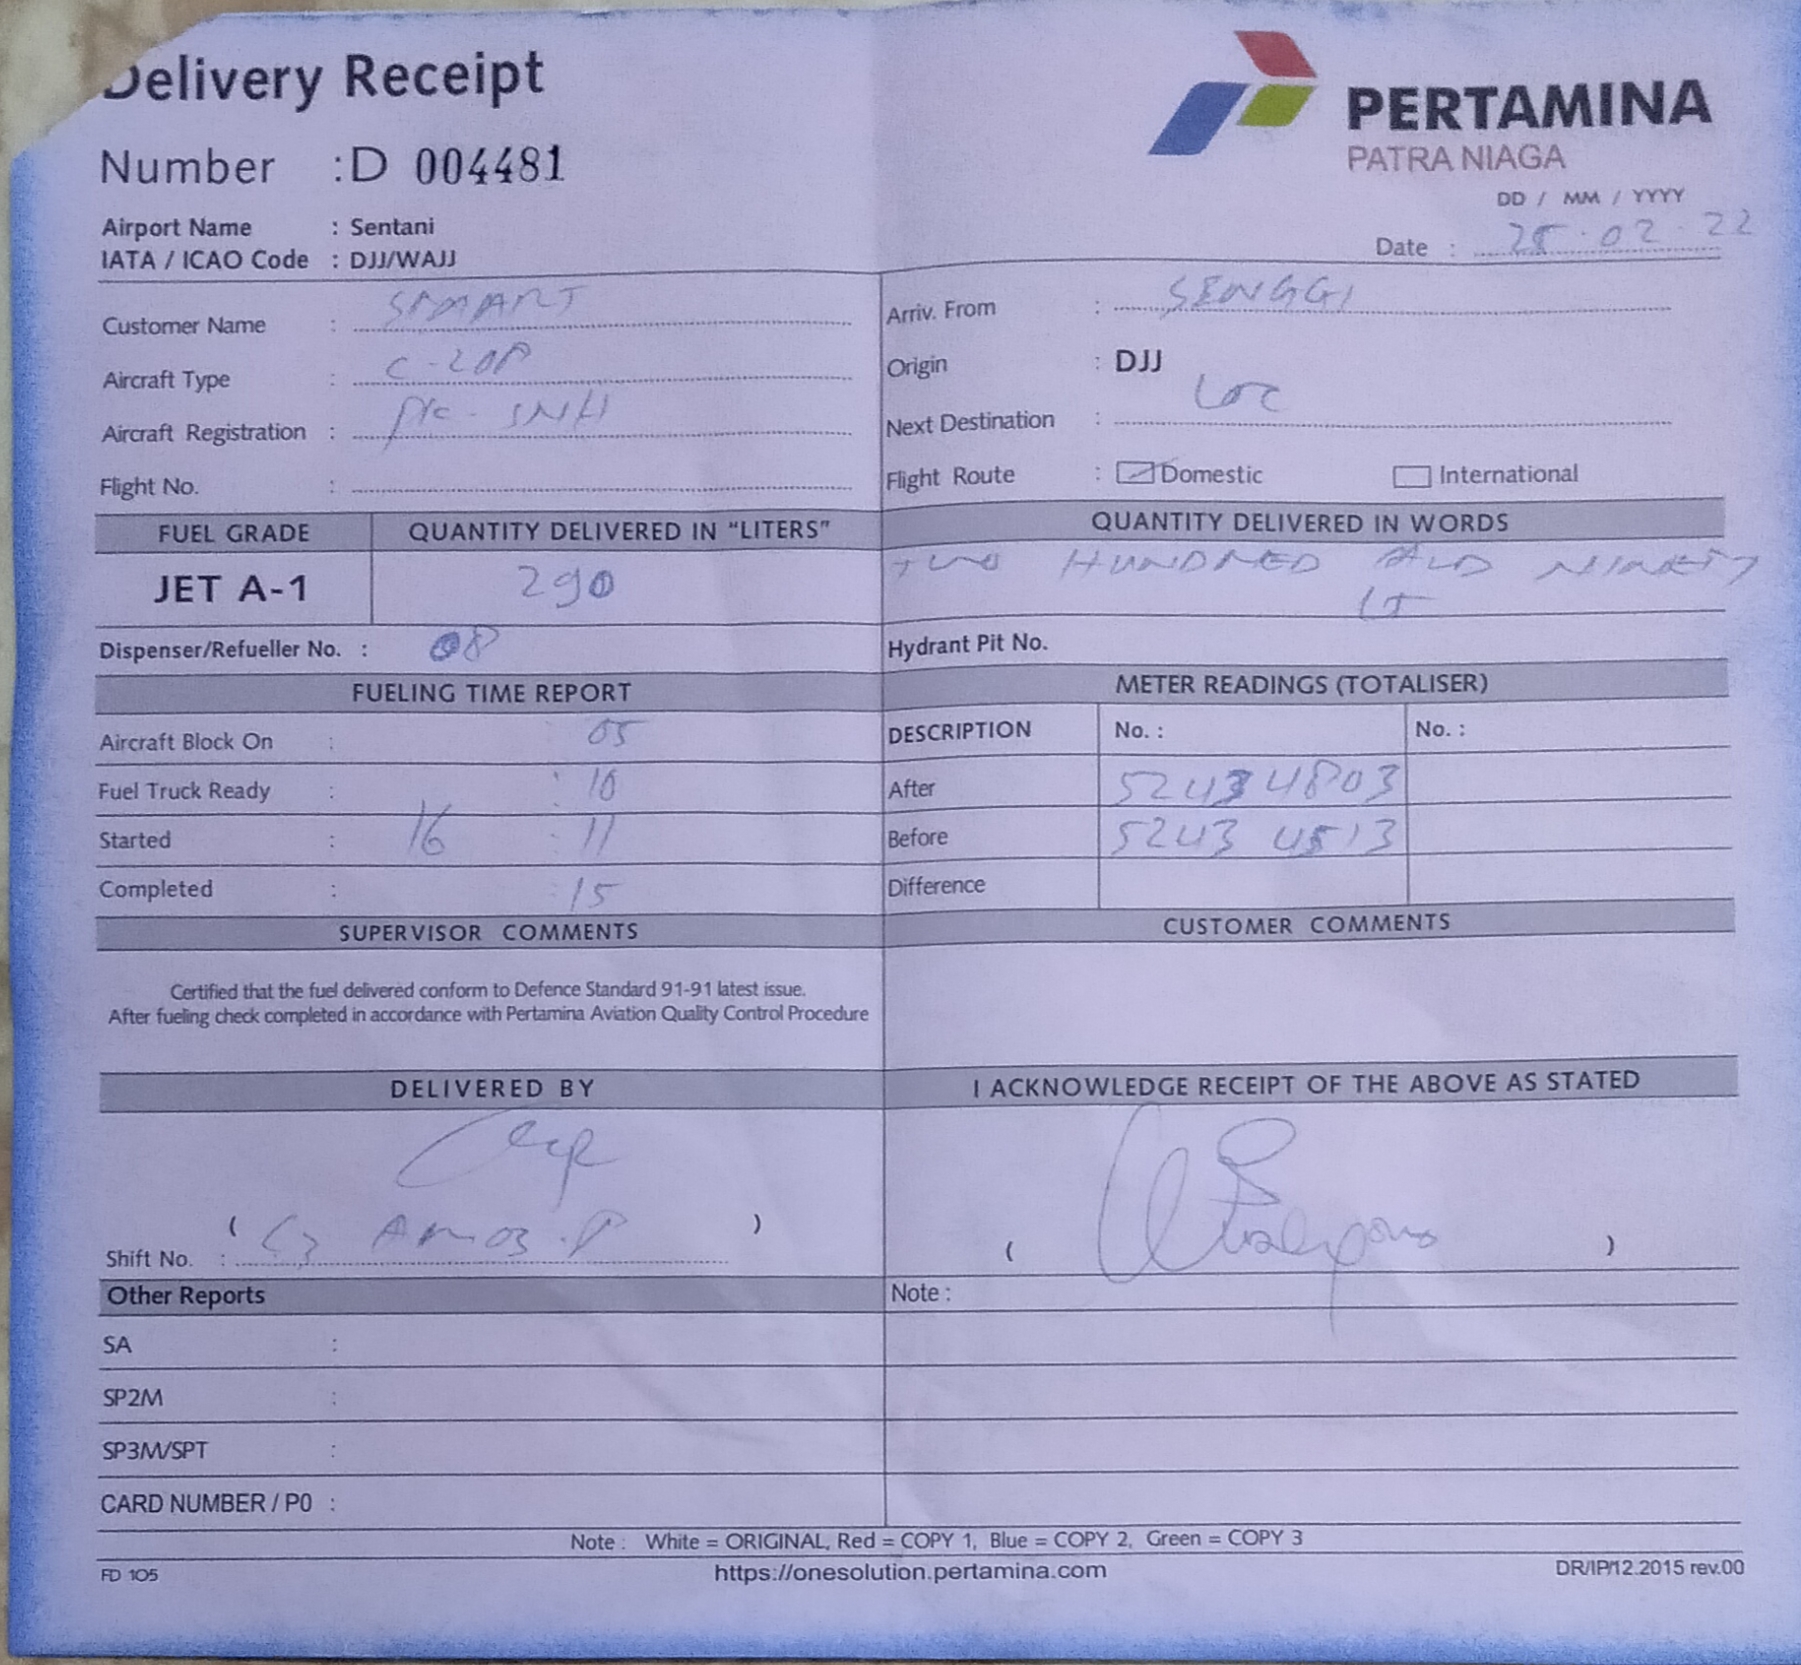 Delivery Receipt
PERTAMINA
PATRA NIAGA
Number : D 004481
DD / MM / YYYY
Airport Name : Sentani
Date : 25 . 02 . 22
IATA / ICAO Code : DJJ/WAJJ
Customer Name : SMART
Arriv. From : SENGGI
Aircraft Type : C-208
Origin : DJJ
Aircraft Registration : PK - SNH
Next Destination : LOC
Flight No. :
Flight Route : Domestic International
FUEL GRADE QUANTITY DELIVERED IN "LITERS" QUANTITY DELIVERED IN WORDS
JET A-1 290 TWO HUNDRED AND NINETY
LT
Dispenser/Refueller No. : 08 Hydrant Pit No.
FUELING TIME REPORT METER READINGS (TOTALISER)
Aircraft Block On : 05 DESCRIPTION No. : No. :
Fuel Truck Ready : : 10 After 52434803
Started : 16 : 11 Before 5243 4513
Completed : : 15 Difference
SUPERVISOR COMMENTS CUSTOMER COMMENTS
Certified that the fuel delivered conform to Defence Standard 91-91 latest issue.
After fueling check completed in accordance with Pertamina Aviation Quality Control Procedure
DELIVERED BY I ACKNOWLEDGE RECEIPT OF THE ABOVE AS STATED
( AMOS . P )
Shift No. : ( )
Other Reports Note :
SA :
SP2M :
SP3M/SPT :
CARD NUMBER / P0 :
Note : White = ORIGINAL, Red = COPY 1, Blue = COPY 2, Green = COPY 3
FD 105 https://onesolution.pertamina.com DR/IP/12.2015 rev.00